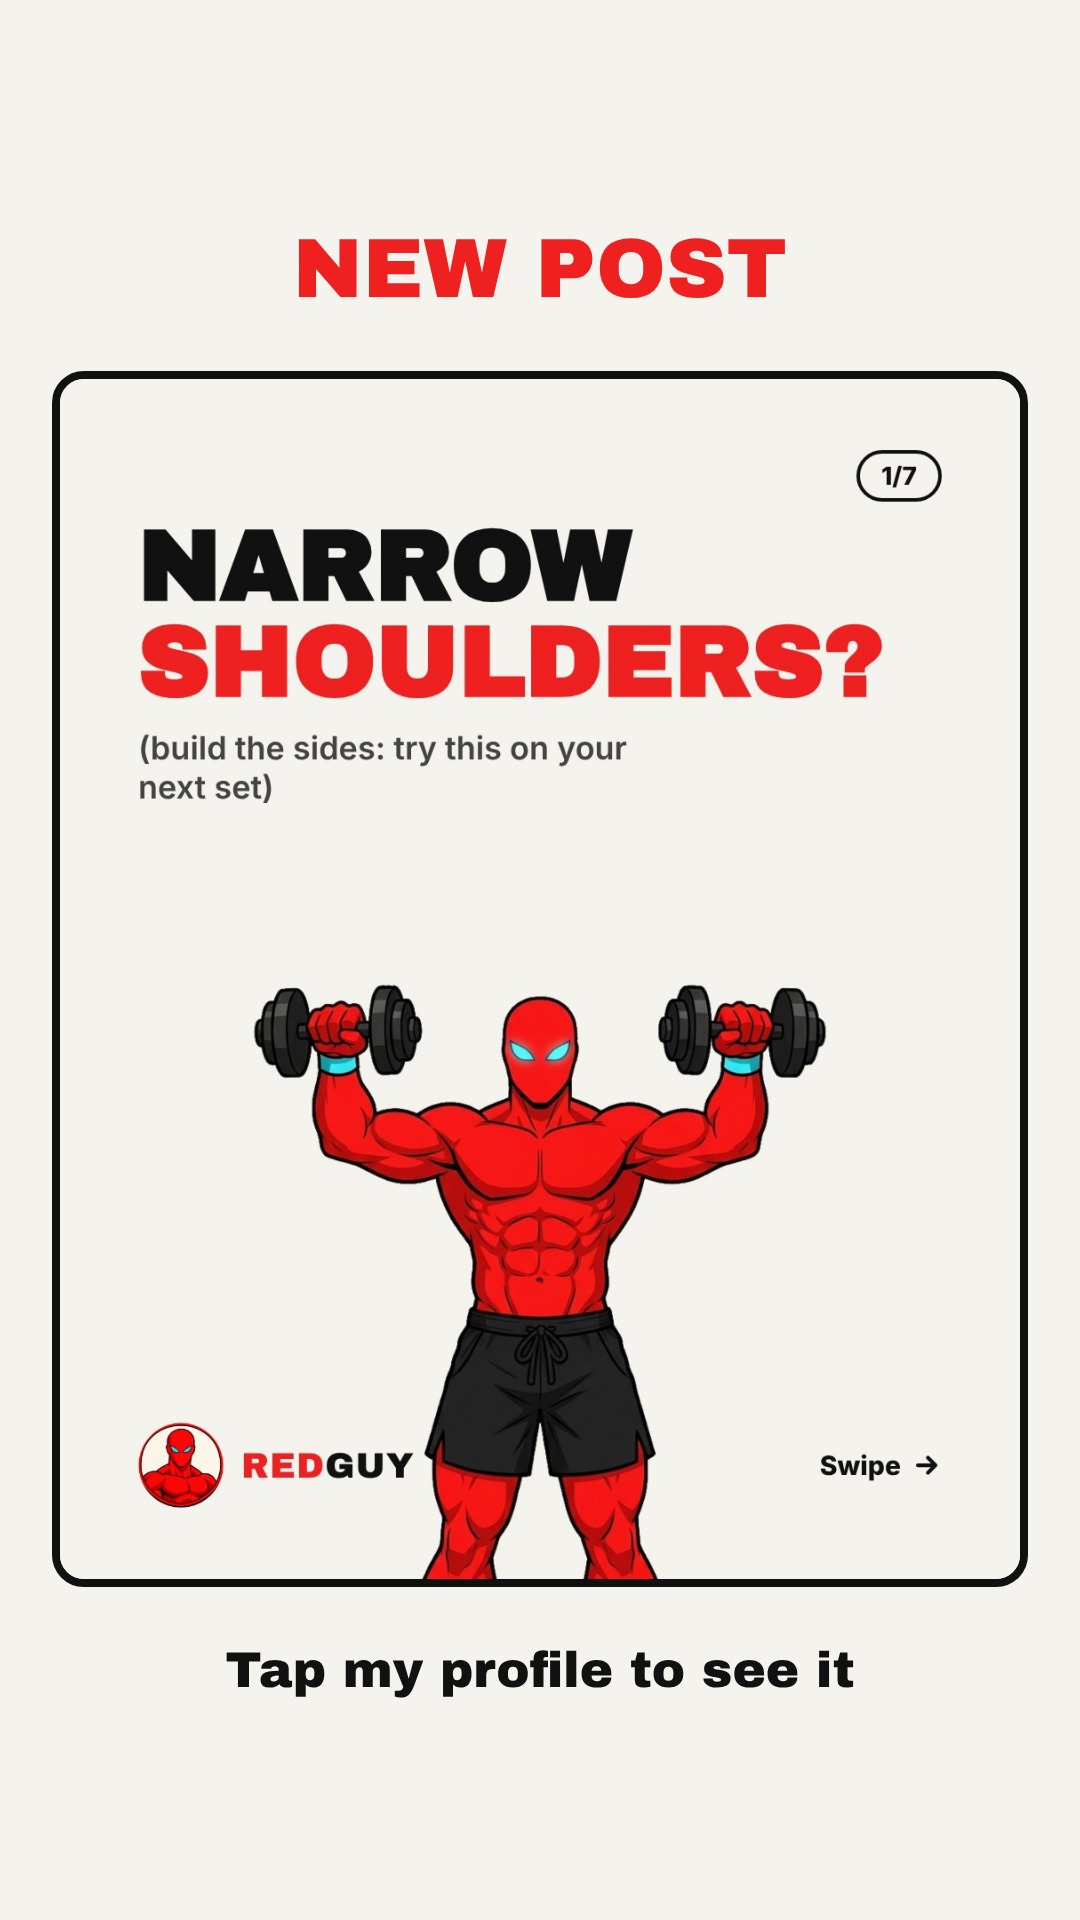 NEW POST
1/7
NARROW
SHOULDERS?
(build the sides: try this on your
next set)
REDGUY
Swipe →
Tap my profile to see it